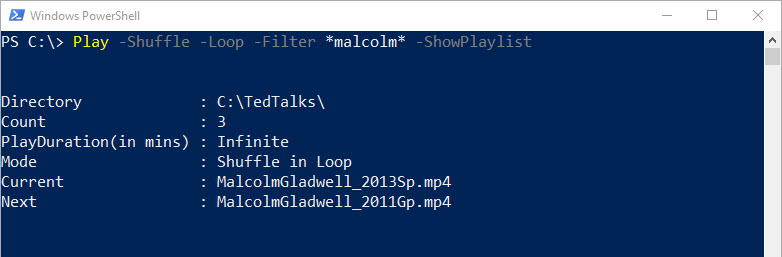 Windows PowerShell
PS C:\> Play -Shuffle -Loop -Filter *malcolm* -ShowPlaylist
Directory : C:\TedTalks\
Count : 3
PlayDuration(in mins) : Infinite
Mode : Shuffle in Loop
Current : MalcolmGladwell_2013Sp.mp4
Next : MalcolmGladwell_2011Gp.mp4